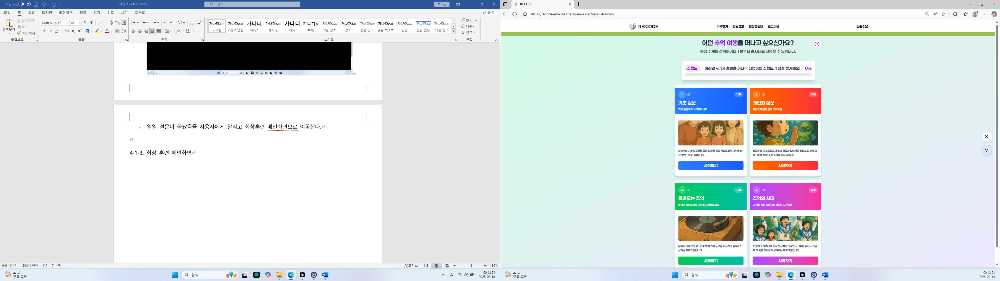 자동 저장
시연 시나리오.docx
검색
로그인
파일 홈 삽입 디자인 레이아웃 참조 편지 검토 보기 도움말
공유
붙여넣기
잘라내기
복사
서식 복사
클립보드
Noto Sans KR 12
글꼴
단락
가나다AaB 가나다AaB 가나다, 가나다AaB 가나디 가나다A 가나다AaB 가나다AaB 가나다AaB 가나다AaB 가나다AaB 가나다AaB 가나다AaB
표준 간격 없음 제목 1 제목 2 제목 부제 약한 강조 강조 강한 강조 굵은 텍스트 인용 강한 인용 약한 참조
스타일
찾기
바꾸기
선택
편집
- 일일 설문이 끝났음을 사용자에게 알리고 회상훈련 메인화면으로 이동한다.
4-1-3. 회상 훈련 메인화면
6/6 페이지 200개 단어 한국어
포커스
130%
27°C
구름 조금
검색
00:48:51
2025-08-18
RE:CODE
https://recode-my-life.site/main-elder/recall-training
RE:CODE
기록하기 회원정보 회상캘린더 로그아웃
김준수님
어떤 추억 여행을 떠나고 싶으신가요?
특정 주제를 선택하거나 1번부터 순서대로 진행할 수 있습니다.
진행도 아래의 4가지 훈련을 하나씩 진행하면 진행도가 점점 증가해요! 0%
1 15분
기초 질문
기초 질문으로 시작해보세요
일상적인 기본 질문들을 통해 긴장을 풀고 자연스럽게 기억을 되
살려보는 프로그램입니다.
시작하기
2 15분
개인화 질문
개인의 특별한 인생 이야기들
맞춤형 심층 질문으로 개인의 경험과 관심사를 바탕으로 한 맞춤
형 대화를 통해 소통 능력을 향상시킵니다.
시작하기
3 15분
들려오는 추억
음악과 일상소리로 기억을 자극해보세요
음악과 다양한 일상소리를 통해 인지 능력을 자극하고 감정을 되
살리는 프로그램입니다.
시작하기
4 15분
추억의 시대
그 시절 사회 모습으로 떠나는 시간여행
1960-1980년대 한국의 사회적 이슈와 시대상을 담은 사진들
로 그 시절 추억을 되살려보는 프로그램입니다.
시작하기
27°C
구름 조금
검색
00:48:51
2025-08-18